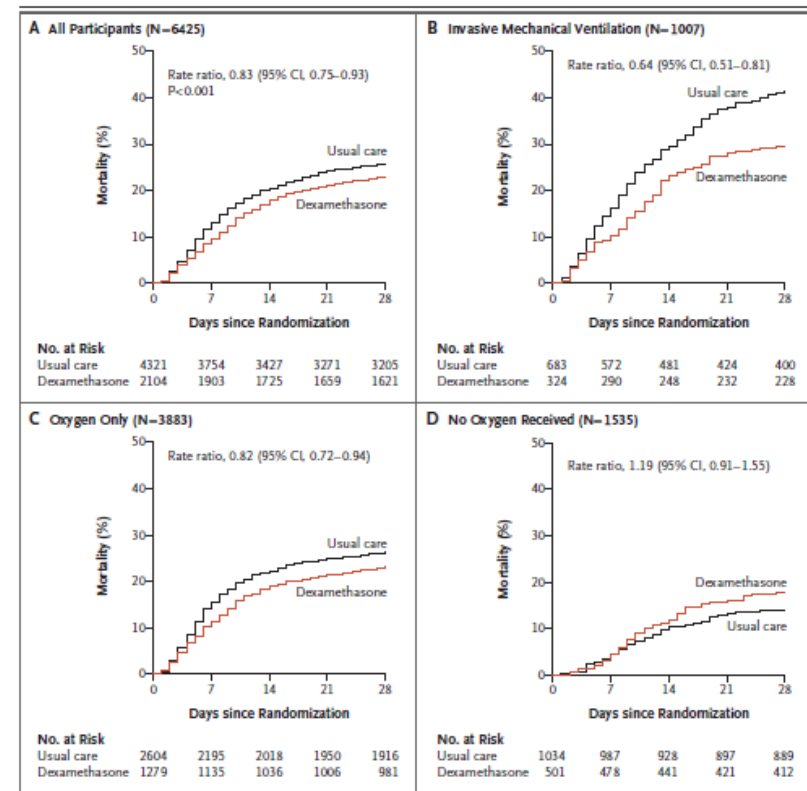 A All Participants (N=6425)
Rate ratio, 0.83 (95% CI, 0.75–0.93)
P<0.001
Mortality (%)
50
40
30
20
10
0
Usual care
Dexamethasone
0 7 14 21 28
Days since Randomization
No. at Risk
Usual care 4321 3754 3427 3271 3205
Dexamethasone 2104 1903 1725 1659 1621
B Invasive Mechanical Ventilation (N=1007)
Rate ratio, 0.64 (95% CI, 0.51–0.81)
Mortality (%)
50
40
30
20
10
0
Usual care
Dexamethasone
0 7 14 21 28
Days since Randomization
No. at Risk
Usual care 683 572 481 424 400
Dexamethasone 324 290 248 232 228
C Oxygen Only (N=3883)
Rate ratio, 0.82 (95% CI, 0.72–0.94)
Mortality (%)
50
40
30
20
10
0
Usual care
Dexamethasone
0 7 14 21 28
Days since Randomization
No. at Risk
Usual care 2604 2195 2018 1950 1916
Dexamethasone 1279 1135 1036 1006 981
D No Oxygen Received (N=1535)
Rate ratio, 1.19 (95% CI, 0.91–1.55)
Mortality (%)
50
40
30
20
10
0
Dexamethasone
Usual care
0 7 14 21 28
Days since Randomization
No. at Risk
Usual care 1034 987 928 897 889
Dexamethasone 501 478 441 421 412